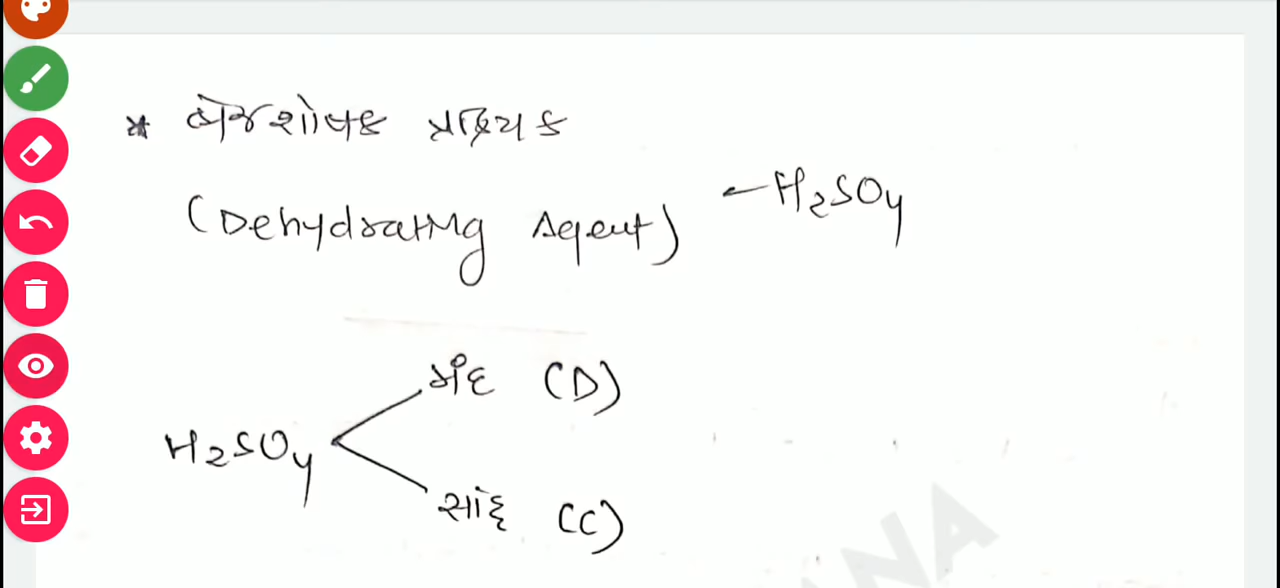 * ભેજશોષક પ્રક્રિયક
(Dehydrating Agent) ← H2SO4
મંદ (D)
H2SO4
સાંદ્ર (C)